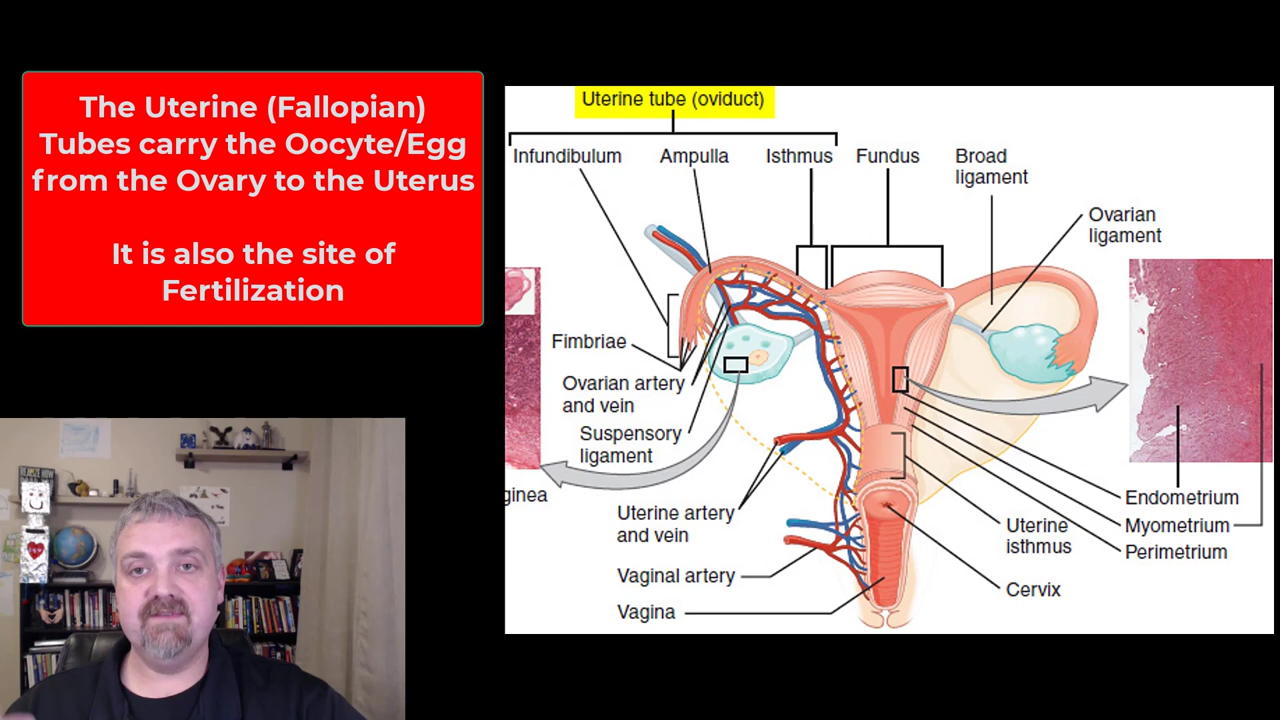 The Uterine (Fallopian)
Tubes carry the Oocyte/Egg
from the Ovary to the Uterus
It is also the site of
Fertilization
Uterine tube (oviduct)
Infundibulum
Ampulla
Isthmus
Fundus
Broad
ligament
Ovarian
ligament
Fimbriae
Ovarian artery
and vein
Suspensory
ligament
ginea
Uterine artery
and vein
Vaginal artery
Vagina
Endometrium
Myometrium
Perimetrium
Uterine
isthmus
Cervix